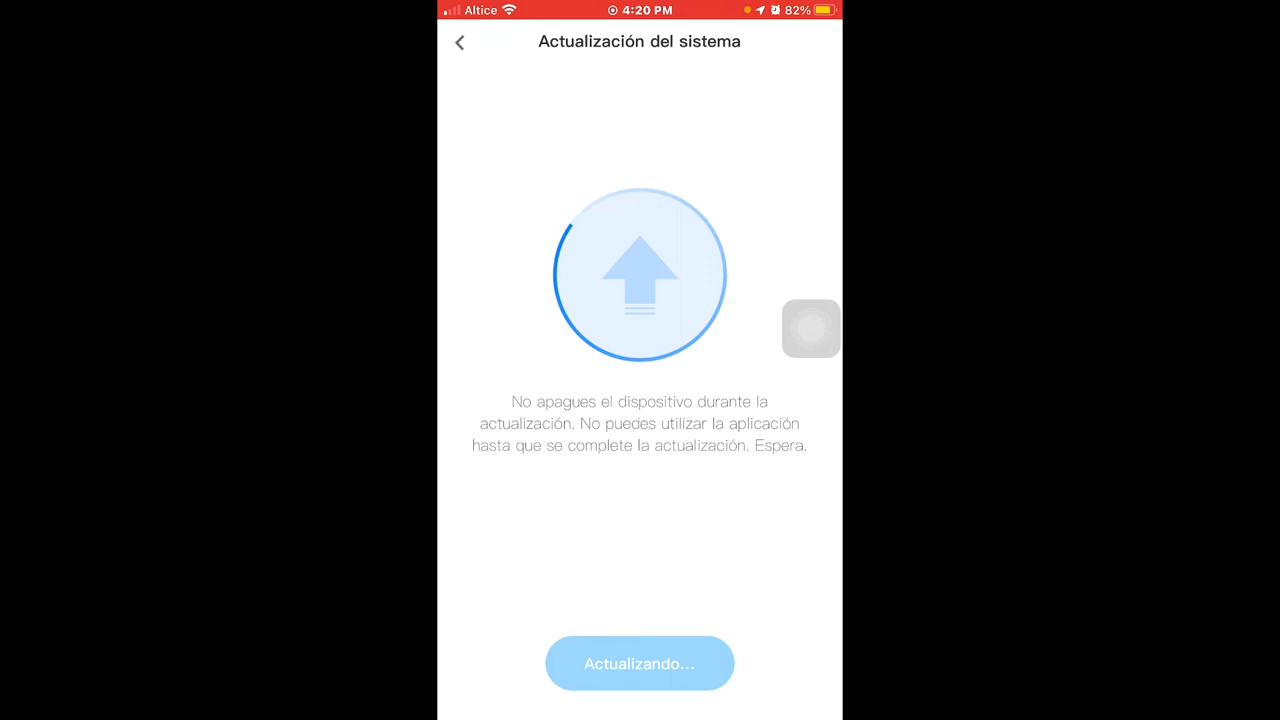 Altice 4:20 PM 82%
Actualización del sistema
No apagues el dispositivo durante la
actualización. No puedes utilizar la aplicación
hasta que se complete la actualización. Espera.
Actualizando...